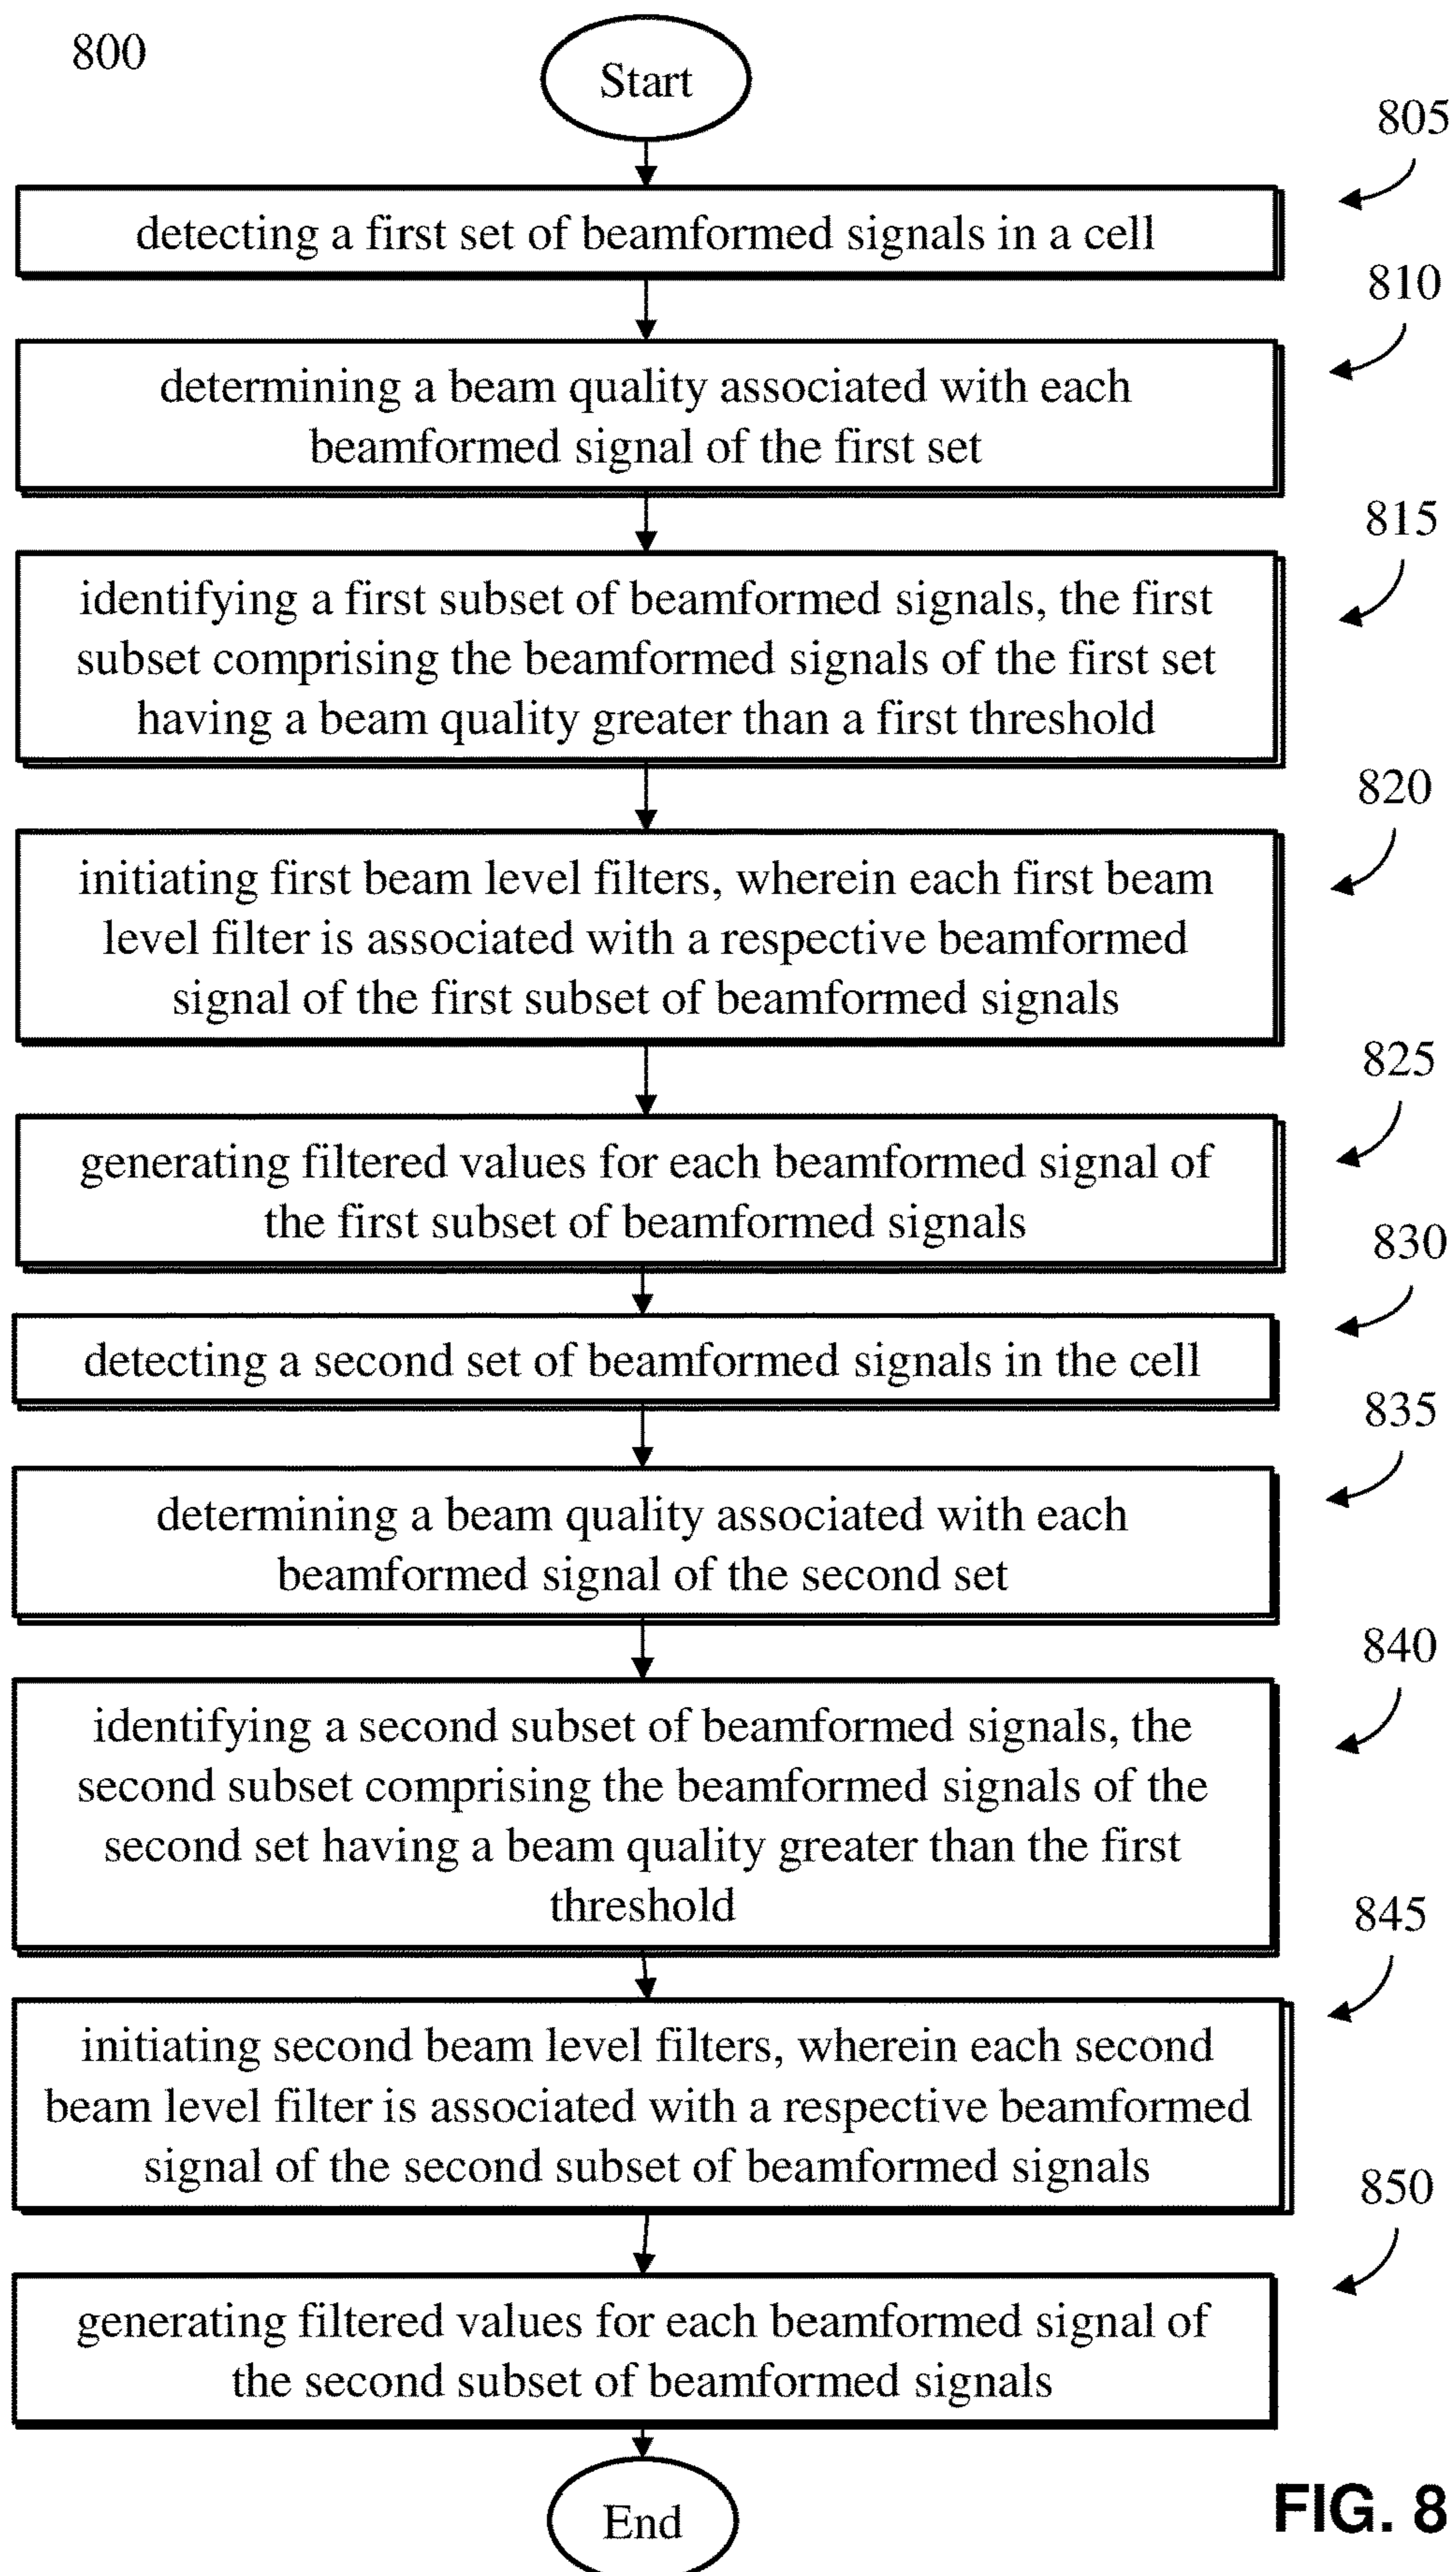 800
Start
805
detecting a first set of beamformed signals in a cell
810
determining a beam quality associated with each
beamformed signal of the first set
815
identifying a first subset of beamformed signals, the first
subset comprising the beamformed signals of the first set
having a beam quality greater than a first threshold
820
initiating first beam level filters, wherein each first beam
level filter is associated with a respective beamformed
signal of the first subset of beamformed signals
825
generating filtered values for each beamformed signal of
the first subset of beamformed signals
830
detecting a second set of beamformed signals in the cell
835
determining a beam quality associated with each
beamformed signal of the second set
840
identifying a second subset of beamformed signals, the
second subset comprising the beamformed signals of the
second set having a beam quality greater than the first
threshold
845
initiating second beam level filters, wherein each second
beam level filter is associated with a respective beamformed
signal of the second subset of beamformed signals
850
generating filtered values for each beamformed signal of
the second subset of beamformed signals
End
FIG. 8